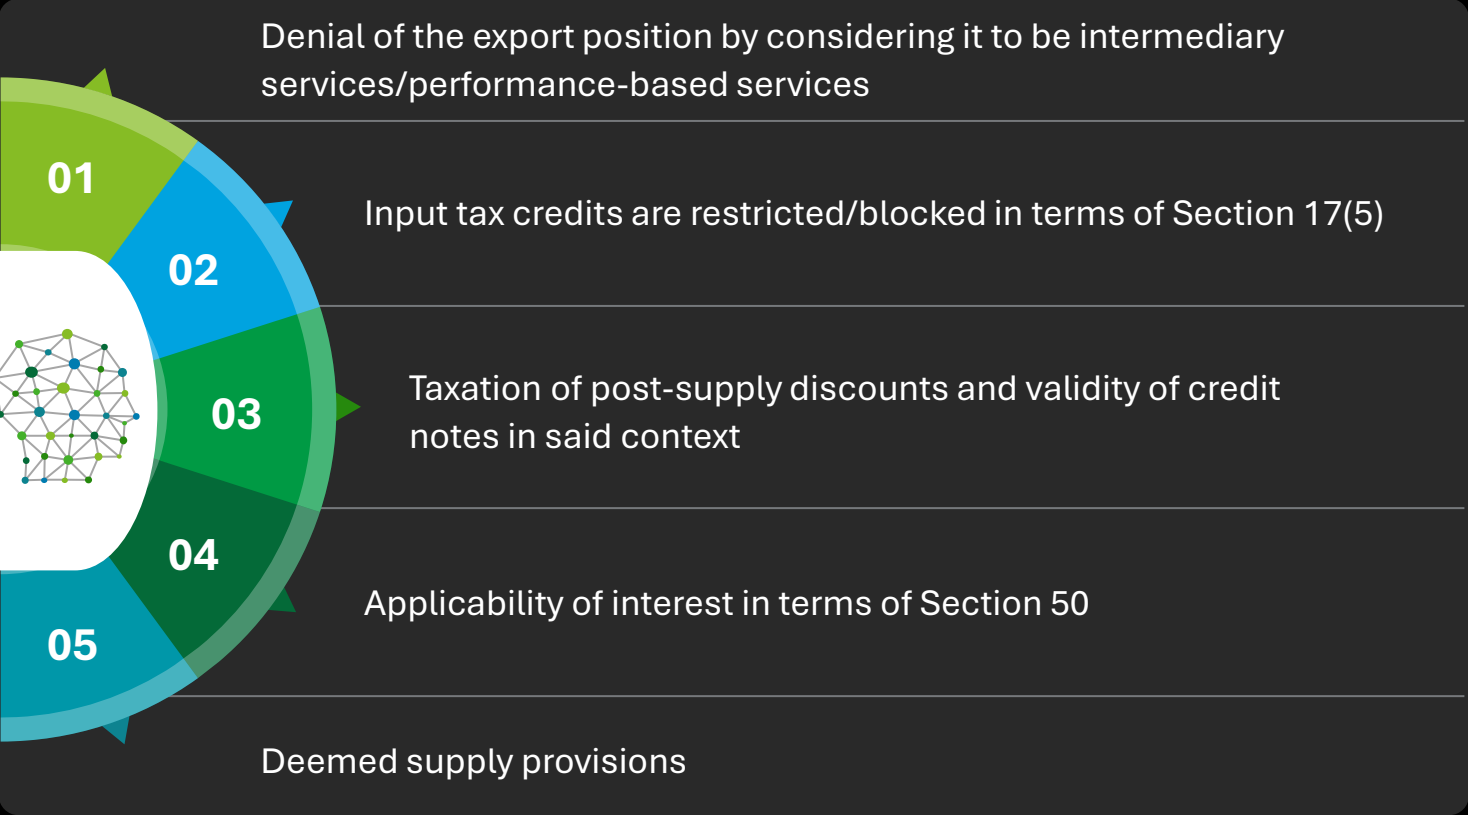 01
Denial of the export position by considering it to be intermediary
services/performance-based services
02
Input tax credits are restricted/blocked in terms of Section 17(5)
03
Taxation of post-supply discounts and validity of credit
notes in said context
04
Applicability of interest in terms of Section 50
05
Deemed supply provisions